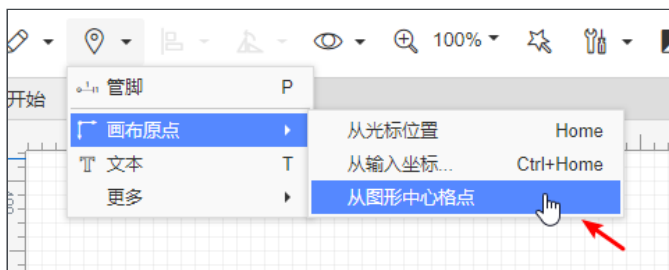 100%
开始
管脚 P
画布原点
文本 T
更多
从光标位置 Home
从输入坐标... Ctrl+Home
从图形中心格点